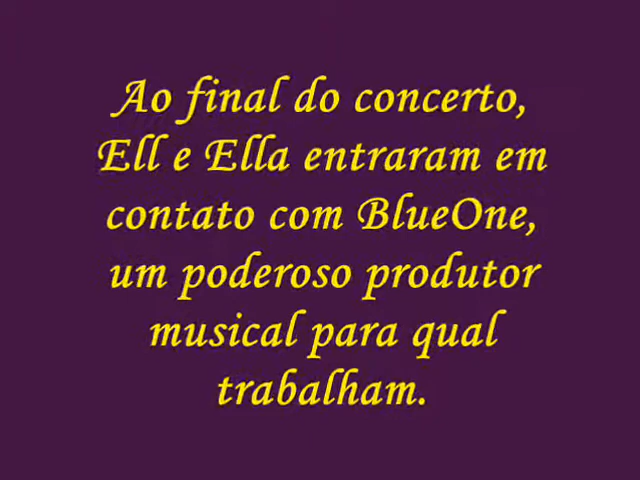 Ao final do concerto,
Ell e Ella entraram em
contato com BlueOne,
um poderoso produtor
musical para qual
trabalham.